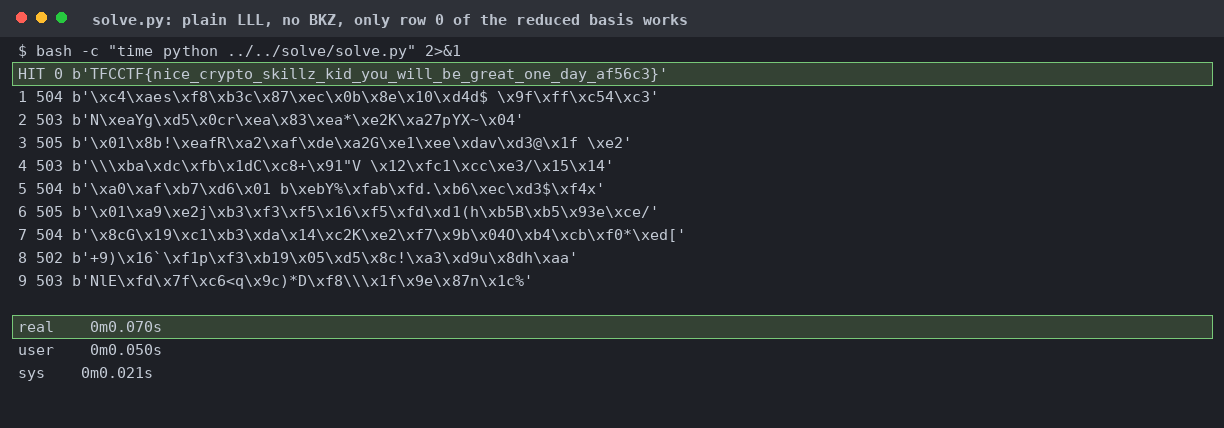 solve.py: plain LLL, no BKZ, only row 0 of the reduced basis works
$ bash -c "time python ../../solve/solve.py" 2>&1
HIT 0 b'TFCCTF{nice_crypto_skillz_kid_you_will_be_great_one_day_af56c3}'
1 504 b'\xc4\xaes\xf8\xb3c\x87\xec\x0b\x8e\x10\xd4d$ \x9f\xff\xc54\xc3'
2 503 b'N\xeaYg\xd5\x0cr\xea\x83\xea*\xe2K\xa27pYX~\x04'
3 505 b'\x01\x8b!\xeafR\xa2\xaf\xde\xa2G\xe1\xee\xdav\xd3@\x1f \xe2'
4 503 b'\\\xba\xdc\xfb\x1dC\xc8+\x91"V \x12\xfc1\xcc\xe3/\x15\x14'
5 504 b'\xa0\xaf\xb7\xd6\x01 b\xebY%\xfab\xfd.\xb6\xec\xd3$\xf4x'
6 505 b'\x01\xa9\xe2j\xb3\xf3\xf5\x16\xf5\xfd\xd1(h\xb5B\xb5\x93e\xce/'
7 504 b'\x8cG\x19\xc1\xb3\xda\x14\xc2K\xe2\xf7\x9b\x04O\xb4\xcb\xf0*\xed['
8 502 b'+9)\x16`\xf1p\xf3\xb19\x05\xd5\x8c!\xa3\xd9u\x8dh\xaa'
9 503 b'NlE\xfd\x7f\xc6<q\x9c)*D\xf8\\\x1f\x9e\x87n\x1c%'
real    0m0.070s
user    0m0.050s
sys    0m0.021s